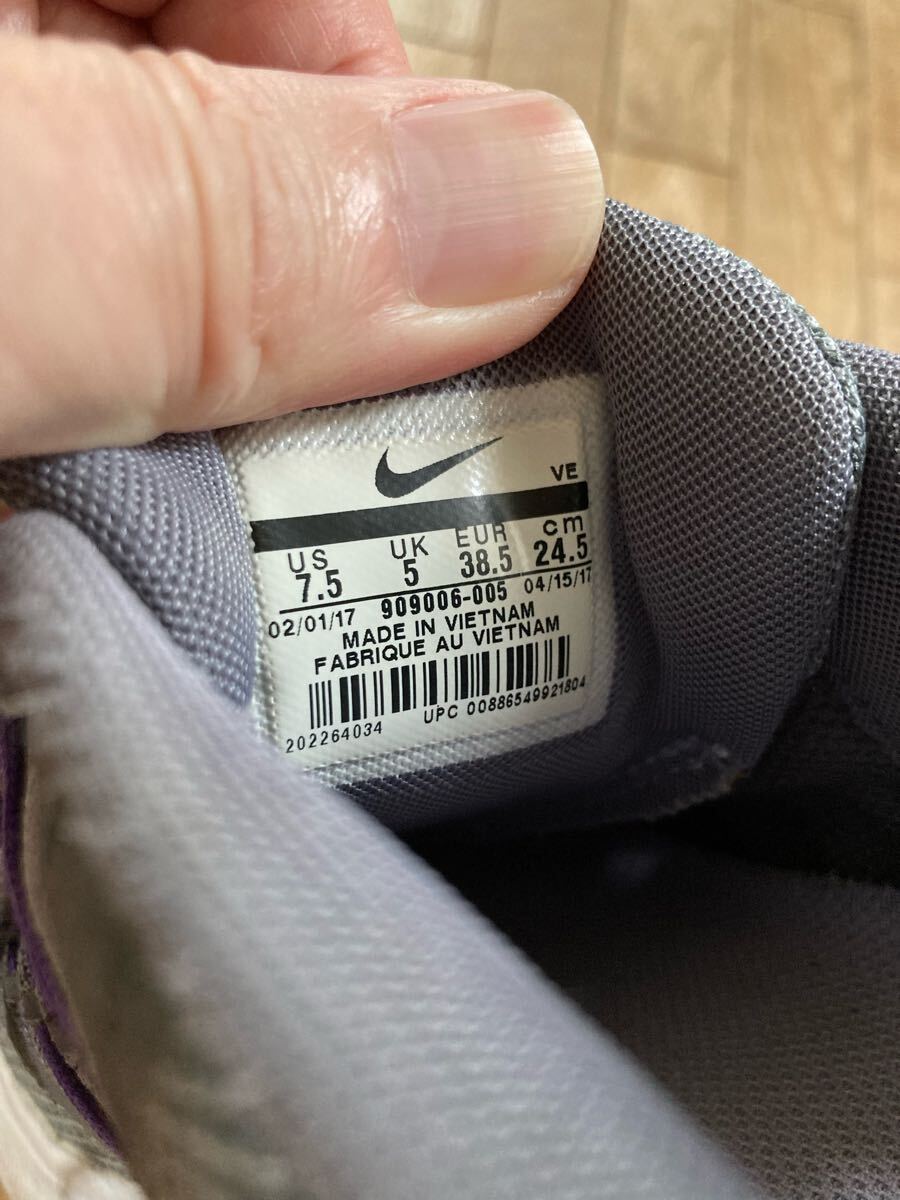 VE
US UK EUR cm
7.5 5 38.5 24.5
02/01/17 909006-005 04/15/17
MADE IN VIETNAM
FABRIQUE AU VIETNAM
202264034 UPC 00886549921804